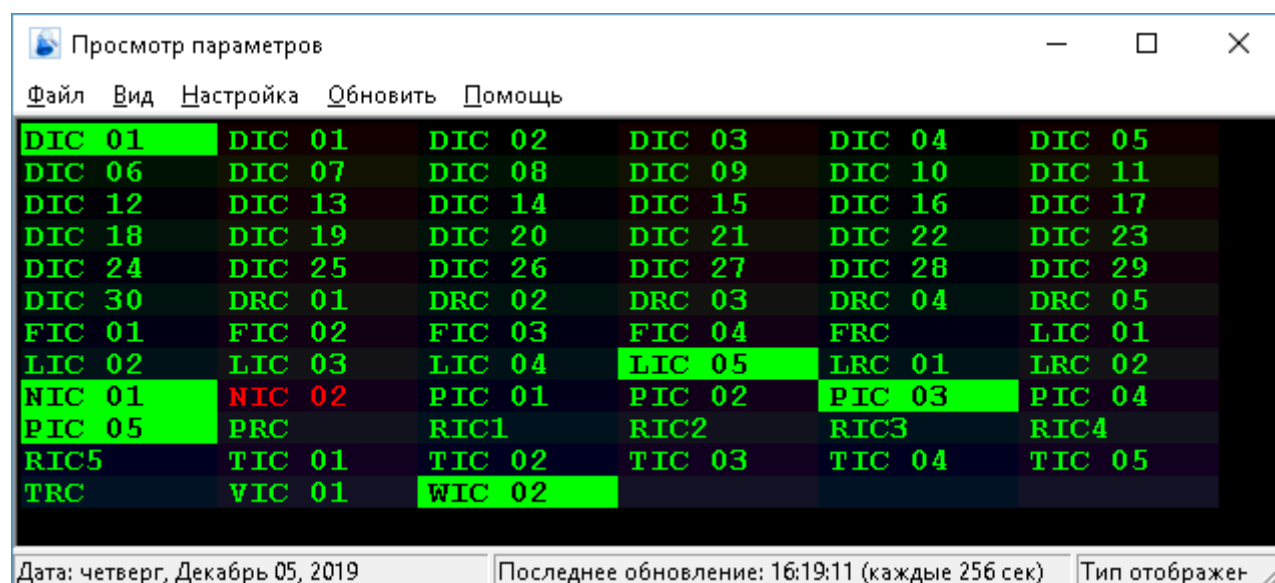 Просмотр параметров
Файл Вид Настройка Обновить Помощь
DIC 01 DIC 01 DIC 02 DIC 03 DIC 04 DIC 05
DIC 06 DIC 07 DIC 08 DIC 09 DIC 10 DIC 11
DIC 12 DIC 13 DIC 14 DIC 15 DIC 16 DIC 17
DIC 18 DIC 19 DIC 20 DIC 21 DIC 22 DIC 23
DIC 24 DIC 25 DIC 26 DIC 27 DIC 28 DIC 29
DIC 30 DRC 01 DRC 02 DRC 03 DRC 04 DRC 05
FIC 01 FIC 02 FIC 03 FIC 04 FRC LIC 01
LIC 02 LIC 03 LIC 04 LIC 05 LRC 01 LRC 02
NIC 01 NIC 02 PIC 01 PIC 02 PIC 03 PIC 04
PIC 05 PRC RIC1 RIC2 RIC3 RIC4
RIC5 TIC 01 TIC 02 TIC 03 TIC 04 TIC 05
TRC VIC 01 WIC 02
Дата: четверг, Декабрь 05, 2019 Последнее обновление: 16:19:11 (каждые 256 сек) Тип отображен